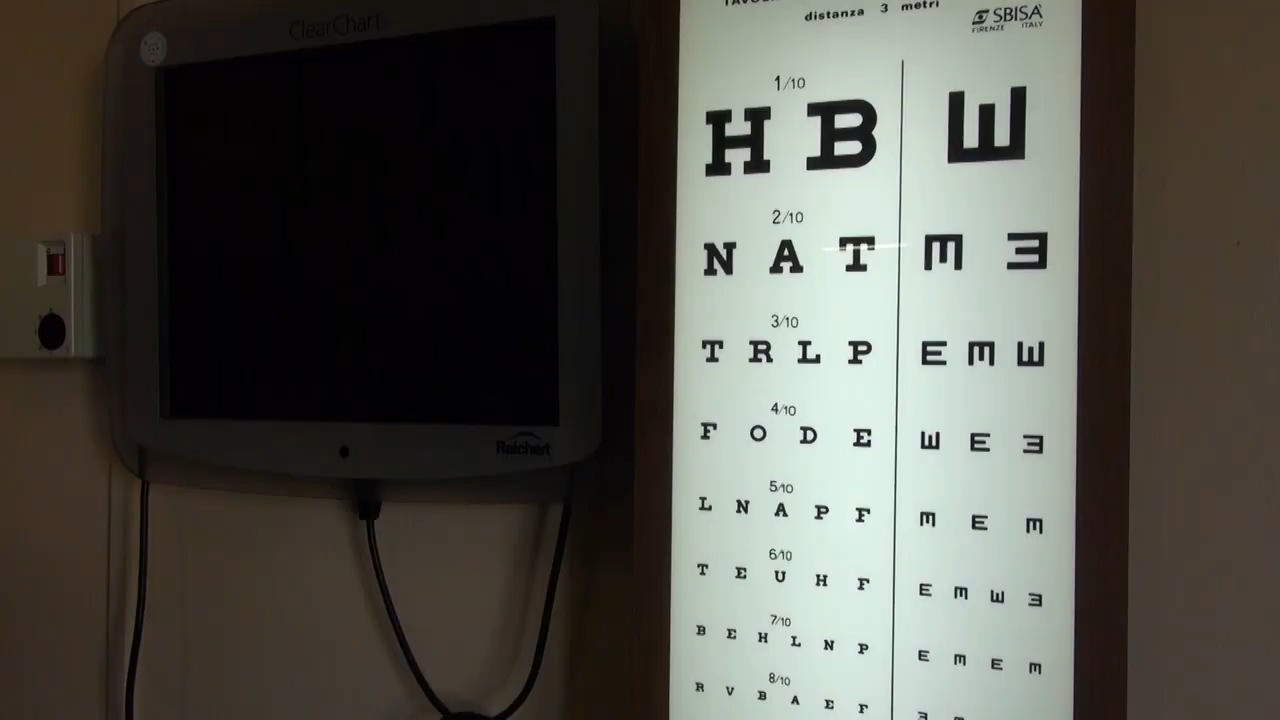 ClearChart
Reichert
distanza 3 metri
SBISA
FIRENZE ITALY
1/10
H B E
2/10
N A T E E
3/10
T R L P E E E
4/10
F O D E E E E
5/10
L N A P F E E E
6/10
T E U H F E E E E
7/10
B E H L N P E E E E
8/10
R V B A E F